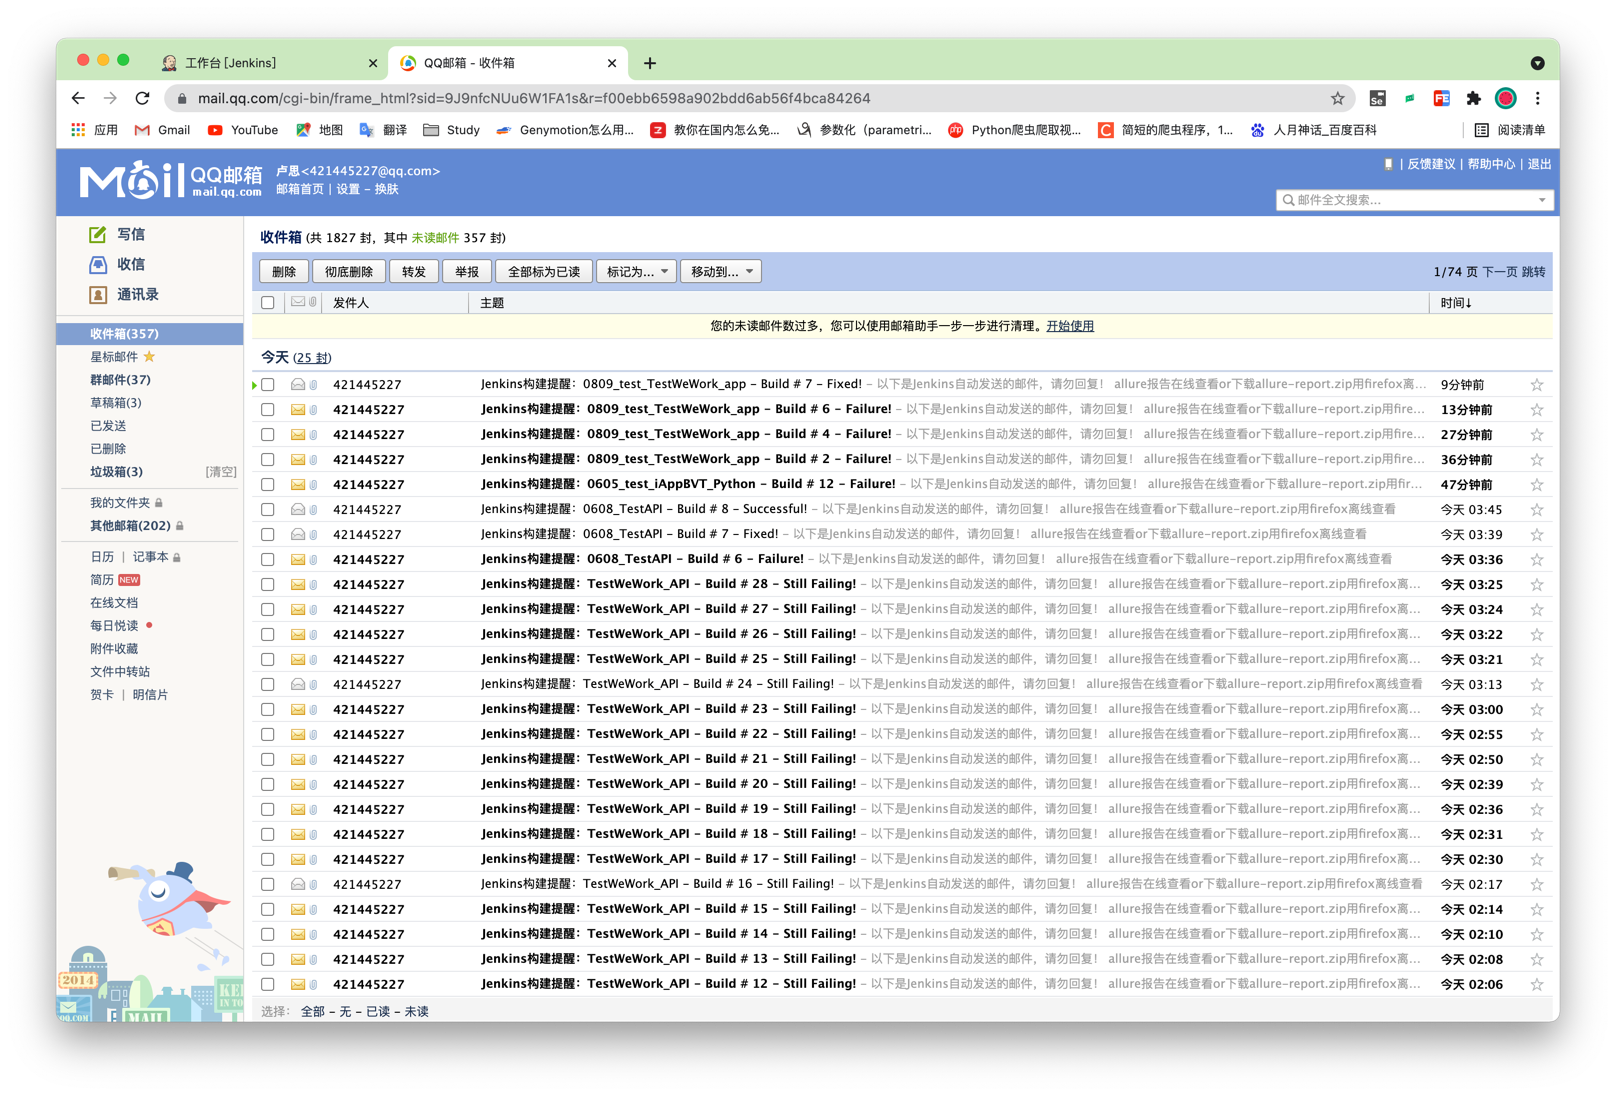 工作台 [Jenkins]
QQ邮箱 - 收件箱
mail.qq.com/cgi-bin/frame_html?sid=9J9nfcNUu6W1FA1s&r=f00ebb6598a902bdd6ab56f4bca84264
应用 Gmail YouTube 地图 翻译 Study Genymotion怎么用... 教你在国内怎么免... 参数化（parametri... Python爬虫爬取视... 简短的爬虫程序，1... 人月神话_百度百科 阅读清单
Mail QQ邮箱 mail.qq.com
卢思<421445227@qq.com>
邮箱首页 | 设置 - 换肤
| 反馈建议 | 帮助中心 | 退出
邮件全文搜索...
写信
收信
通讯录
收件箱(357)
星标邮件
群邮件(37)
草稿箱(3)
已发送
已删除
垃圾箱(3) [清空]
我的文件夹
其他邮箱(202)
日历 | 记事本
简历 NEW
在线文档
每日悦读
附件收藏
文件中转站
贺卡 | 明信片
2014
QQ.COM
MAIL
KEE
IN TO
收件箱 (共 1827 封，其中 未读邮件 357 封)
删除 彻底删除 转发 举报 全部标为已读 标记为... 移动到... 1/74 页 下一页 跳转
发件人 主题 时间↓
您的未读邮件数过多，您可以使用邮箱助手一步一步进行清理。开始使用
今天 (25 封)
421445227 Jenkins构建提醒：0809_test_TestWeWork_app - Build # 7 - Fixed! - 以下是Jenkins自动发送的邮件，请勿回复！ allure报告在线查看or下载allure-report.zip用firefox离... 9分钟前
421445227 Jenkins构建提醒：0809_test_TestWeWork_app - Build # 6 - Failure! - 以下是Jenkins自动发送的邮件，请勿回复！ allure报告在线查看or下载allure-report.zip用fire... 13分钟前
421445227 Jenkins构建提醒：0809_test_TestWeWork_app - Build # 4 - Failure! - 以下是Jenkins自动发送的邮件，请勿回复！ allure报告在线查看or下载allure-report.zip用fire... 27分钟前
421445227 Jenkins构建提醒：0809_test_TestWeWork_app - Build # 2 - Failure! - 以下是Jenkins自动发送的邮件，请勿回复！ allure报告在线查看or下载allure-report.zip用fire... 36分钟前
421445227 Jenkins构建提醒：0605_test_iAppBVT_Python - Build # 12 - Failure! - 以下是Jenkins自动发送的邮件，请勿回复！ allure报告在线查看or下载allure-report.zip用fir... 47分钟前
421445227 Jenkins构建提醒：0608_TestAPI - Build # 8 - Successful! - 以下是Jenkins自动发送的邮件，请勿回复！ allure报告在线查看or下载allure-report.zip用firefox离线查看 今天 03:45
421445227 Jenkins构建提醒：0608_TestAPI - Build # 7 - Fixed! - 以下是Jenkins自动发送的邮件，请勿回复！ allure报告在线查看or下载allure-report.zip用firefox离线查看 今天 03:39
421445227 Jenkins构建提醒：0608_TestAPI - Build # 6 - Failure! - 以下是Jenkins自动发送的邮件，请勿回复！ allure报告在线查看or下载allure-report.zip用firefox离线查看 今天 03:36
421445227 Jenkins构建提醒：TestWeWork_API - Build # 28 - Still Failing! - 以下是Jenkins自动发送的邮件，请勿回复！ allure报告在线查看or下载allure-report.zip用firefox离... 今天 03:25
421445227 Jenkins构建提醒：TestWeWork_API - Build # 27 - Still Failing! - 以下是Jenkins自动发送的邮件，请勿回复！ allure报告在线查看or下载allure-report.zip用firefox离... 今天 03:24
421445227 Jenkins构建提醒：TestWeWork_API - Build # 26 - Still Failing! - 以下是Jenkins自动发送的邮件，请勿回复！ allure报告在线查看or下载allure-report.zip用firefox离... 今天 03:22
421445227 Jenkins构建提醒：TestWeWork_API - Build # 25 - Still Failing! - 以下是Jenkins自动发送的邮件，请勿回复！ allure报告在线查看or下载allure-report.zip用firefox离... 今天 03:21
421445227 Jenkins构建提醒：TestWeWork_API - Build # 24 - Still Failing! - 以下是Jenkins自动发送的邮件，请勿回复！ allure报告在线查看or下载allure-report.zip用firefox离线查看 今天 03:13
421445227 Jenkins构建提醒：TestWeWork_API - Build # 23 - Still Failing! - 以下是Jenkins自动发送的邮件，请勿回复！ allure报告在线查看or下载allure-report.zip用firefox离... 今天 03:00
421445227 Jenkins构建提醒：TestWeWork_API - Build # 22 - Still Failing! - 以下是Jenkins自动发送的邮件，请勿回复！ allure报告在线查看or下载allure-report.zip用firefox离... 今天 02:55
421445227 Jenkins构建提醒：TestWeWork_API - Build # 21 - Still Failing! - 以下是Jenkins自动发送的邮件，请勿回复！ allure报告在线查看or下载allure-report.zip用firefox离... 今天 02:50
421445227 Jenkins构建提醒：TestWeWork_API - Build # 20 - Still Failing! - 以下是Jenkins自动发送的邮件，请勿回复！ allure报告在线查看or下载allure-report.zip用firefox离... 今天 02:39
421445227 Jenkins构建提醒：TestWeWork_API - Build # 19 - Still Failing! - 以下是Jenkins自动发送的邮件，请勿回复！ allure报告在线查看or下载allure-report.zip用firefox离... 今天 02:36
421445227 Jenkins构建提醒：TestWeWork_API - Build # 18 - Still Failing! - 以下是Jenkins自动发送的邮件，请勿回复！ allure报告在线查看or下载allure-report.zip用firefox离... 今天 02:31
421445227 Jenkins构建提醒：TestWeWork_API - Build # 17 - Still Failing! - 以下是Jenkins自动发送的邮件，请勿回复！ allure报告在线查看or下载allure-report.zip用firefox离... 今天 02:30
421445227 Jenkins构建提醒：TestWeWork_API - Build # 16 - Still Failing! - 以下是Jenkins自动发送的邮件，请勿回复！ allure报告在线查看or下载allure-report.zip用firefox离线查看 今天 02:17
421445227 Jenkins构建提醒：TestWeWork_API - Build # 15 - Still Failing! - 以下是Jenkins自动发送的邮件，请勿回复！ allure报告在线查看or下载allure-report.zip用firefox离... 今天 02:14
421445227 Jenkins构建提醒：TestWeWork_API - Build # 14 - Still Failing! - 以下是Jenkins自动发送的邮件，请勿回复！ allure报告在线查看or下载allure-report.zip用firefox离... 今天 02:10
421445227 Jenkins构建提醒：TestWeWork_API - Build # 13 - Still Failing! - 以下是Jenkins自动发送的邮件，请勿回复！ allure报告在线查看or下载allure-report.zip用firefox离... 今天 02:08
421445227 Jenkins构建提醒：TestWeWork_API - Build # 12 - Still Failing! - 以下是Jenkins自动发送的邮件，请勿回复！ allure报告在线查看or下载allure-report.zip用firefox离... 今天 02:06
选择： 全部 - 无 - 已读 - 未读